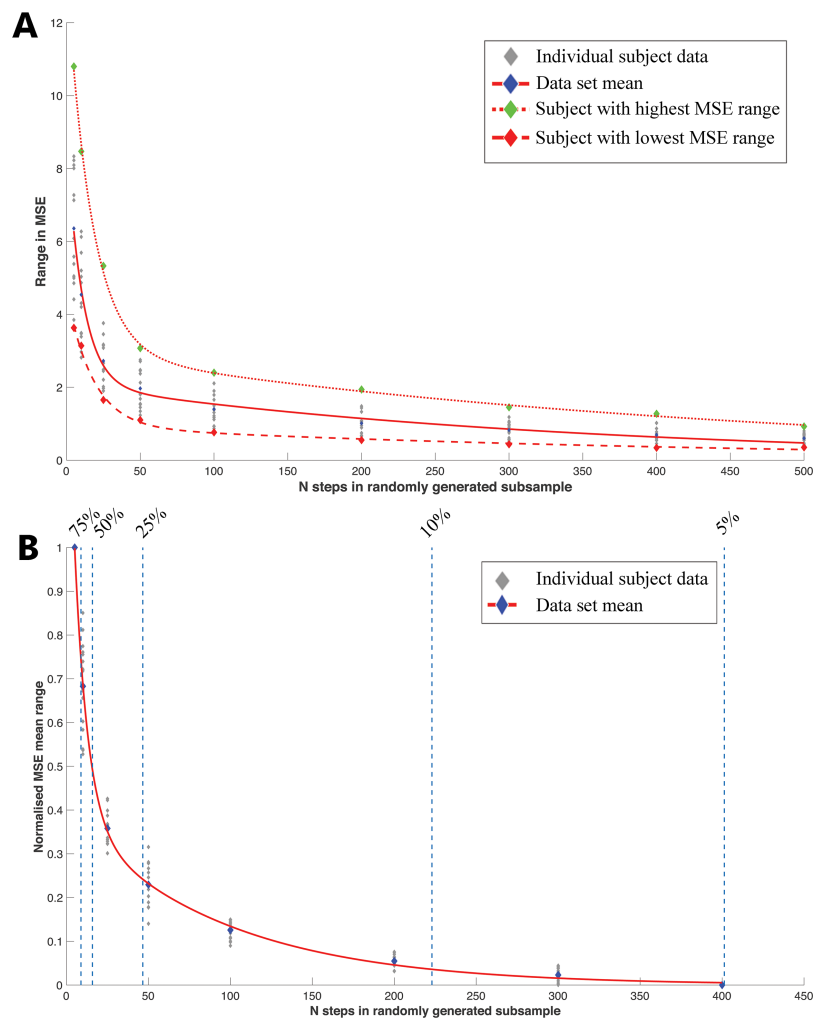 A
12
10
8
6
4
2
0
Range in MSE
Individual subject data
Data set mean
Subject with highest MSE range
Subject with lowest MSE range
0 50 100 150 200 250 300 350 400 450 500
N steps in randomly generated subsample
B
75% 50% 25% 10% 5%
1
0.9
0.8
0.7
0.6
0.5
0.4
0.3
0.2
0.1
0
Normalised MSE mean range
Individual subject data
Data set mean
0 50 100 150 200 250 300 350 400 450
N steps in randomly generated subsample